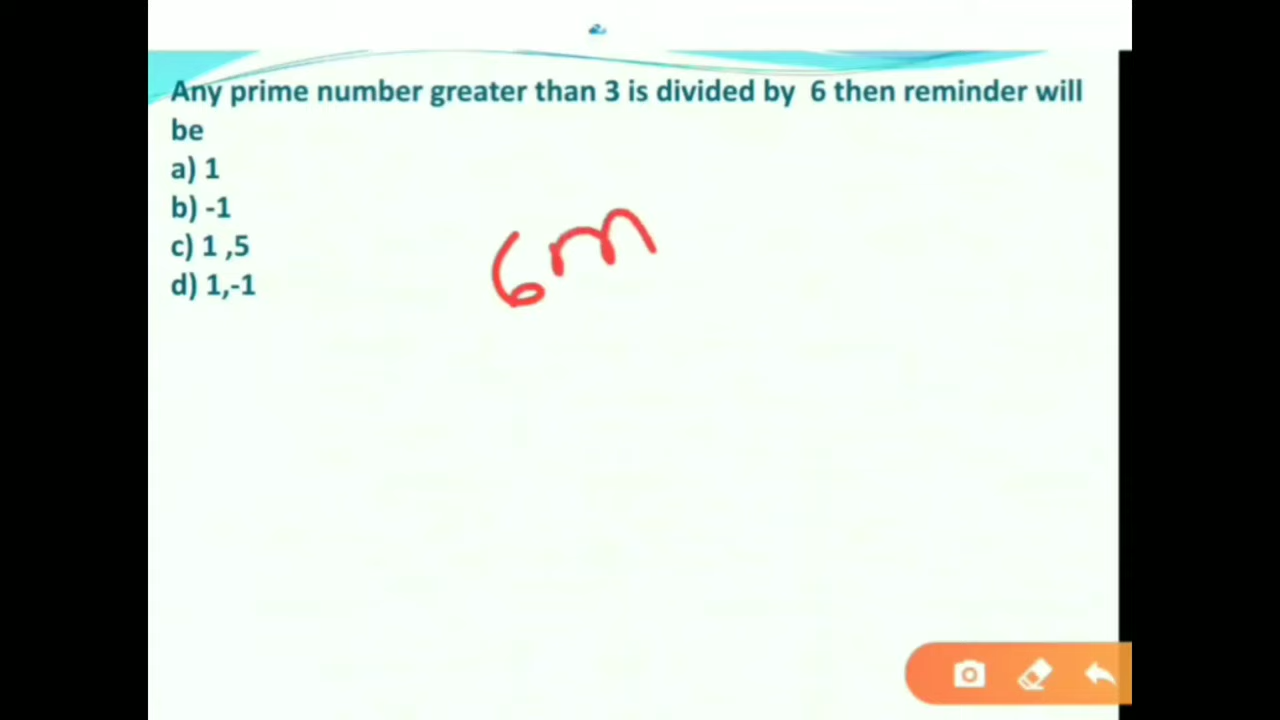 Any prime number greater than 3 is divided by 6 then reminder will
be
a) 1
b) -1
c) 1 ,5
d) 1,-1
6m